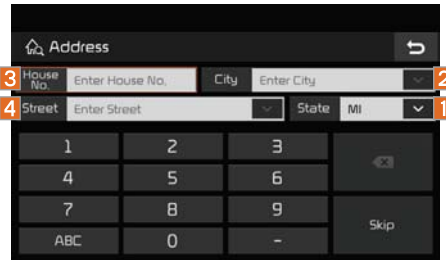 Address
3 House No. Enter House No. City Enter City 2
4 Street Enter Street State MI 1
1 2 3
4 5 6
7 8 9 Skip
ABC 0 -